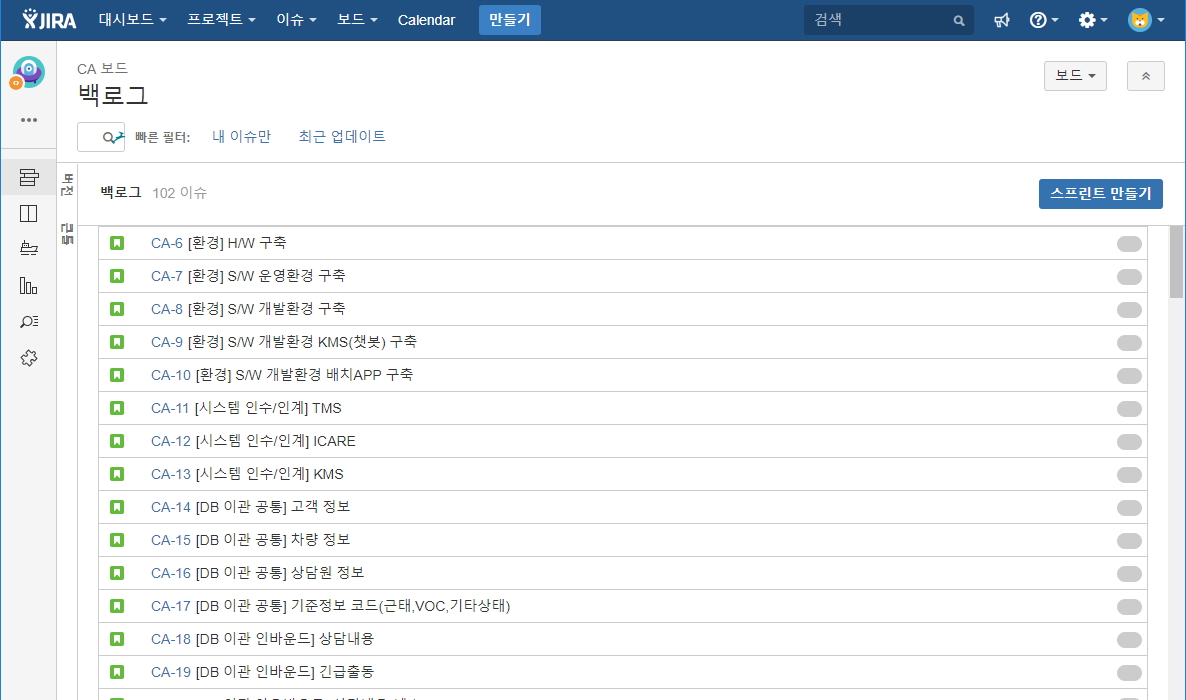 JIRA 대시보드 프로젝트 이슈 보드 Calendar 만들기 검색
CA 보드
백로그
보드
빠른 필터: 내 이슈만 최근 업데이트
버전
백로그 102 이슈
스프린트 만들기
CA-6 [환경] H/W 구축
CA-7 [환경] S/W 운영환경 구축
CA-8 [환경] S/W 개발환경 구축
CA-9 [환경] S/W 개발환경 KMS(챗봇) 구축
CA-10 [환경] S/W 개발환경 배치APP 구축
CA-11 [시스템 인수/인계] TMS
CA-12 [시스템 인수/인계] ICARE
CA-13 [시스템 인수/인계] KMS
CA-14 [DB 이관 공통] 고객 정보
CA-15 [DB 이관 공통] 차량 정보
CA-16 [DB 이관 공통] 상담원 정보
CA-17 [DB 이관 공통] 기준정보 코드(근태,VOC,기타상태)
CA-18 [DB 이관 인바운드] 상담내용
CA-19 [DB 이관 인바운드] 긴급출동